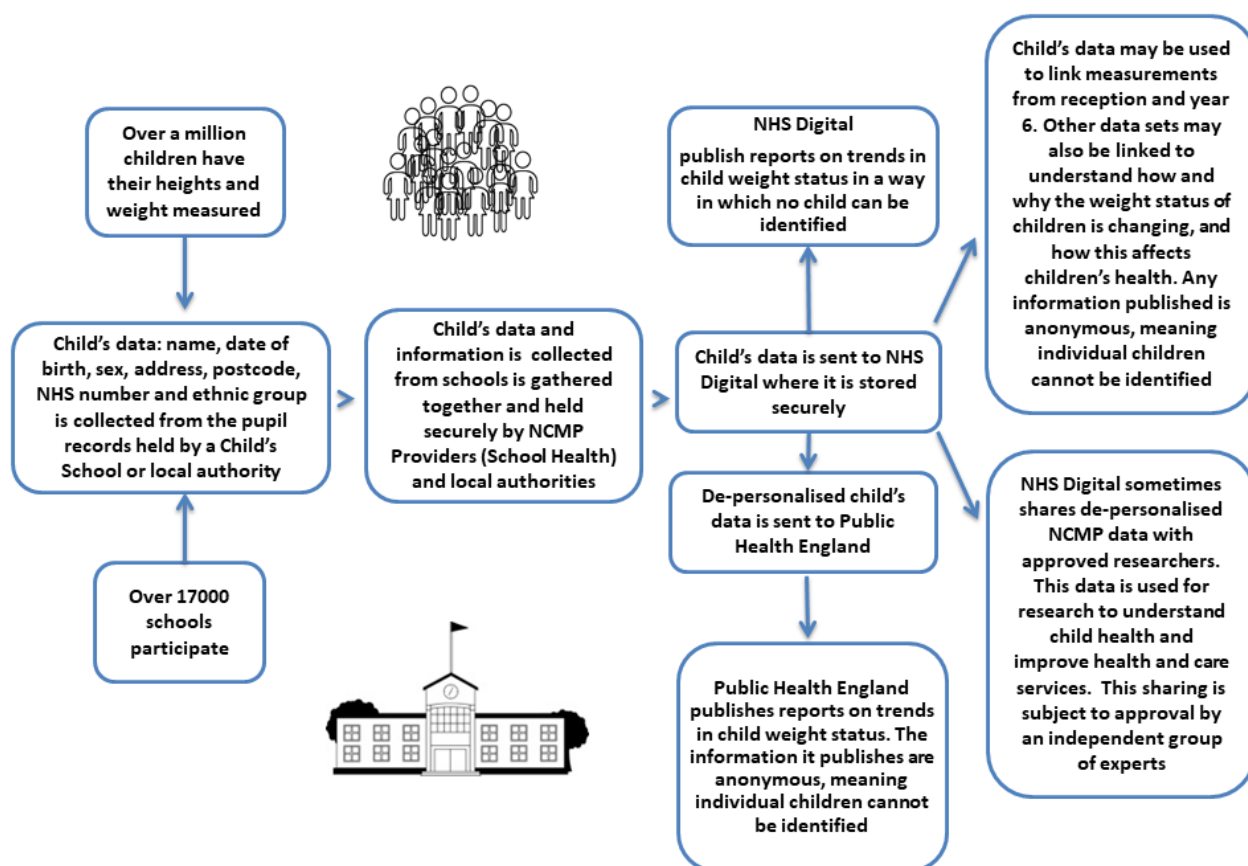 Over a million
children have
their heights and
weight measured
Child's data: name, date of
birth, sex, address, postcode,
NHS number and ethnic group
is collected from the pupil
records held by a Child's
School or local authority
Over 17000
schools
participate
Child's data and
information is  collected
from schools is gathered
together and held
securely by NCMP
Providers (School Health)
and local authorities
NHS Digital
publish reports on trends in
child weight status in a way
in which no child can be
identified
Child's data is sent to NHS
Digital where it is stored
securely
De-personalised child's
data is sent to Public
Health England
Public Health England
publishes reports on trends
in child weight status. The
information it publishes are
anonymous, meaning
individual children cannot
be identified
Child's data may be used
to link measurements
from reception and year
6. Other data sets may
also be linked to
understand how and
why the weight status of
children is changing, and
how this affects
children's health. Any
information published is
anonymous, meaning
individual children
cannot be identified
NHS Digital sometimes
shares de-personalised
NCMP data with
approved researchers.
This data is used for
research to understand
child health and
improve health and care
services.  This sharing is
subject to approval by
an independent group
of experts